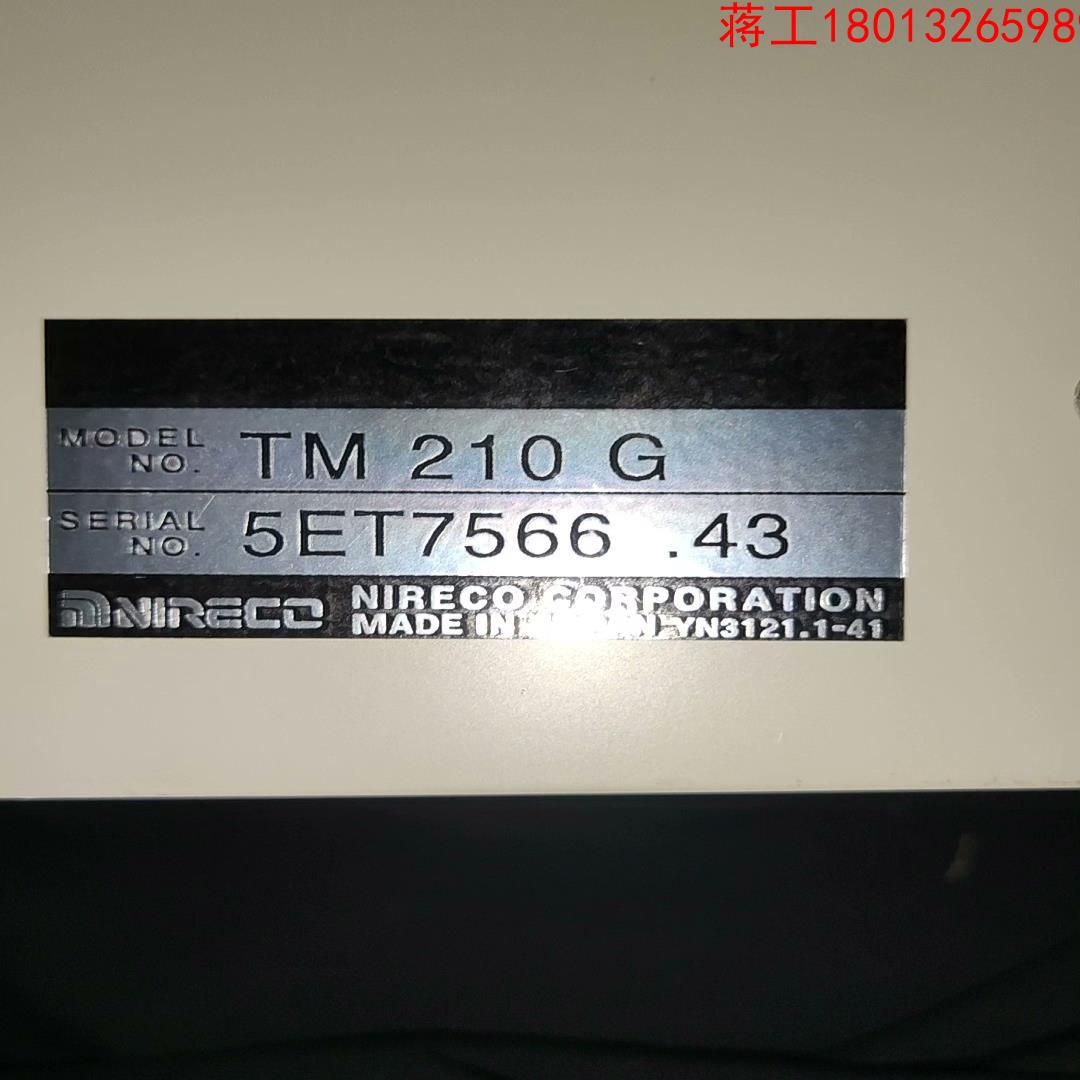 蒋工1801326598
MODEL NO. TM 210 G
SERIAL NO. 5ET7566 .43
NIRECO NIRECO CORPORATION
MADE IN JAPAN YN3121.1-41